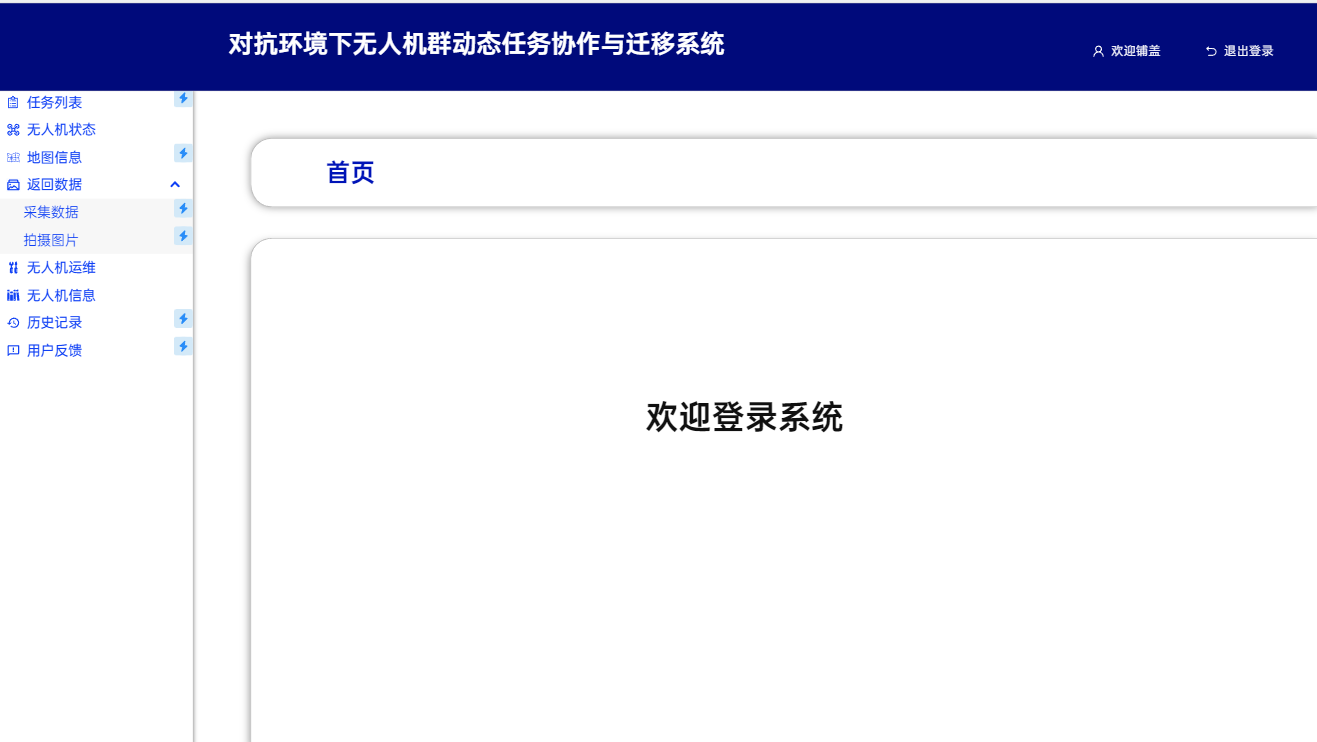 对抗环境下无人机群动态任务协作与迁移系统
欢迎铺盖
退出登录
任务列表
无人机状态
地图信息
返回数据
采集数据
拍摄图片
无人机运维
无人机信息
历史记录
用户反馈
首页
欢迎登录系统